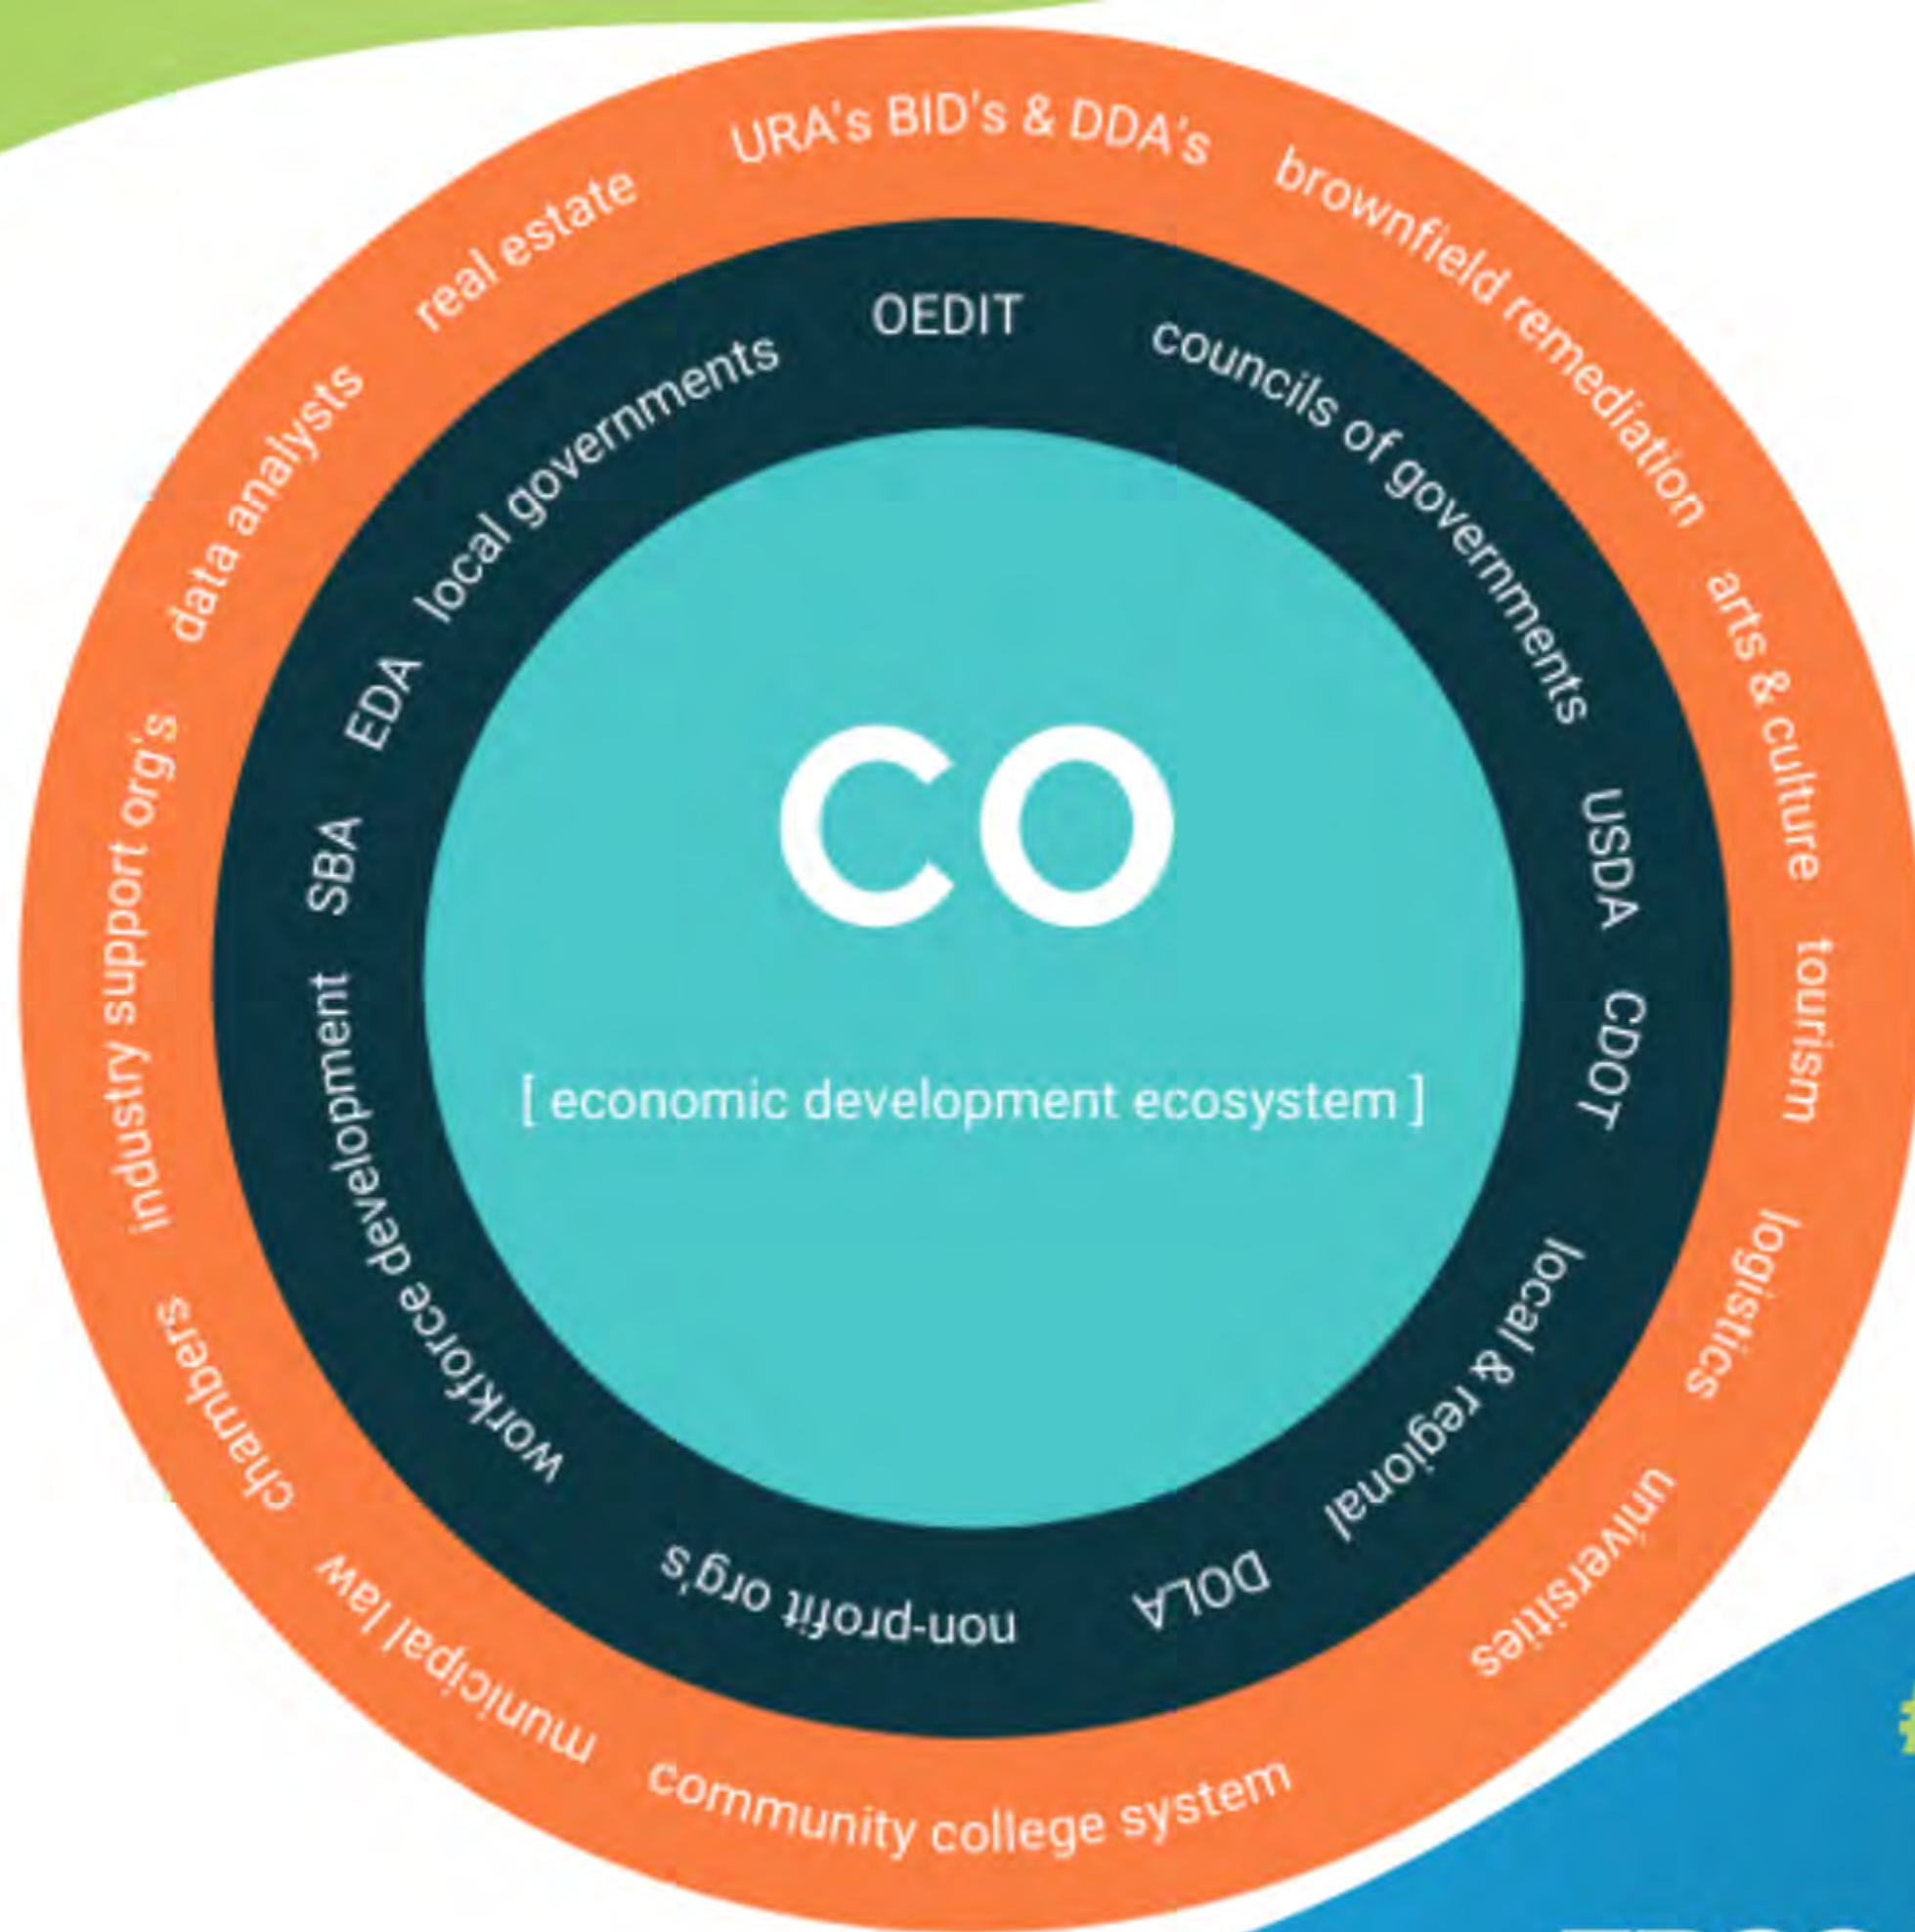 URA's BID's & DDA's
brownfield remediation
arts & culture
tourism
logistics
universities
community college system
municipal law
chambers
industry support org's
data analysts
real estate
OEDIT
councils of governments
USDA
CDOT
local & regional
DOLA
non-profit org's
workforce development
SBA
EDA
local governments
CO
[ economic development ecosystem ]